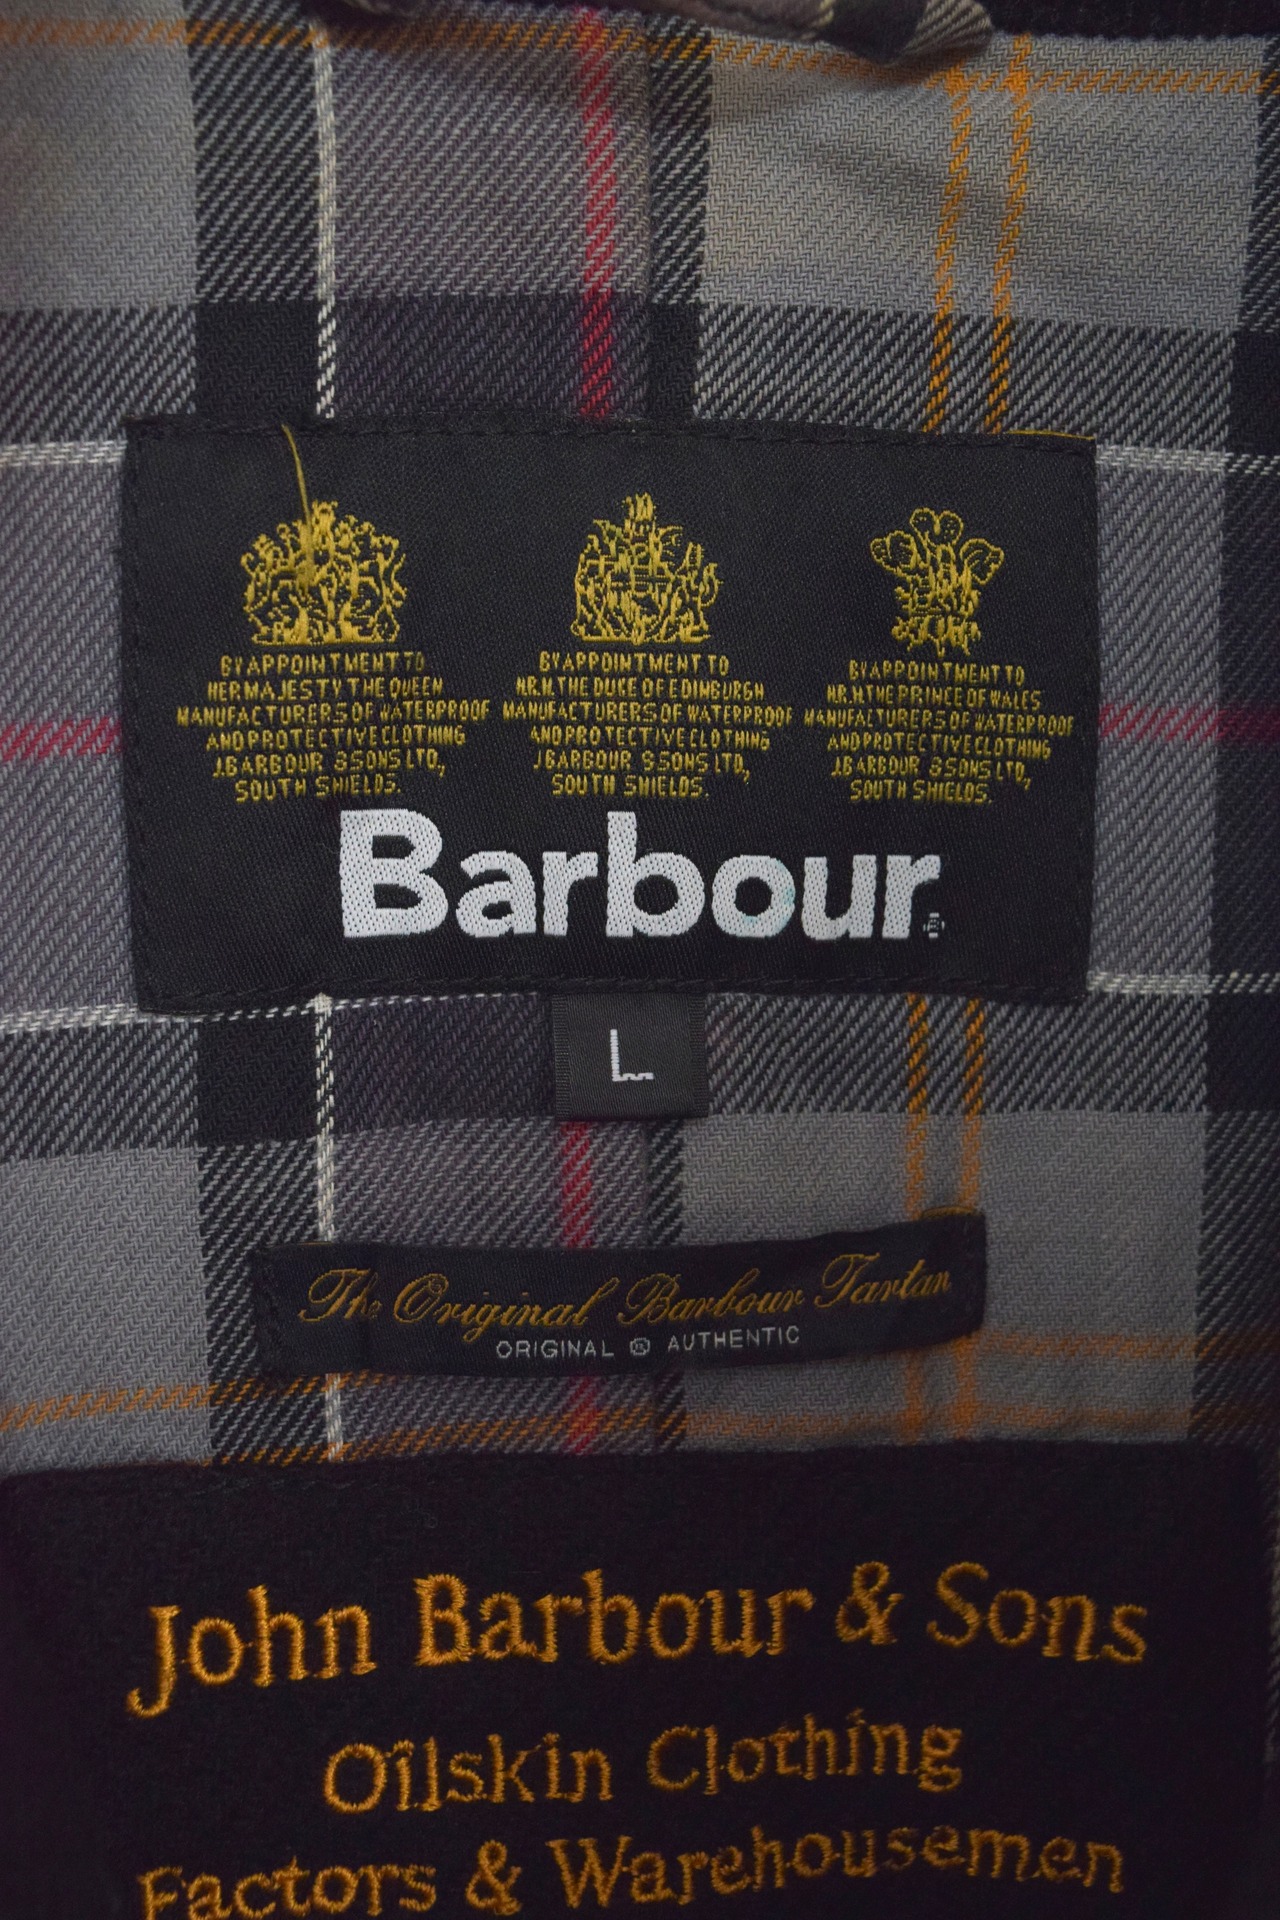 BY APPOINTMENT TO
HER MAJESTY THE QUEEN
MANUFACTURERS OF WATERPROOF
AND PROTECTIVE CLOTHING
J.BARBOUR & SONS LTD.,
SOUTH SHIELDS.
BY APPOINTMENT TO
H.R.H. THE DUKE OF EDINBURGH
MANUFACTURERS OF WATERPROOF
AND PROTECTIVE CLOTHING
J.BARBOUR & SONS LTD,
SOUTH SHIELDS.
BY APPOINTMENT TO
H.R.H. THE PRINCE OF WALES
MANUFACTURERS OF WATERPROOF
AND PROTECTIVE CLOTHING
J.BARBOUR & SONS LTD,
SOUTH SHIELDS.
Barbour®
L
The Original Barbour Tartan
ORIGINAL ® AUTHENTIC
John Barbour & Sons
Oilskin Clothing
Factors & Warehousemen